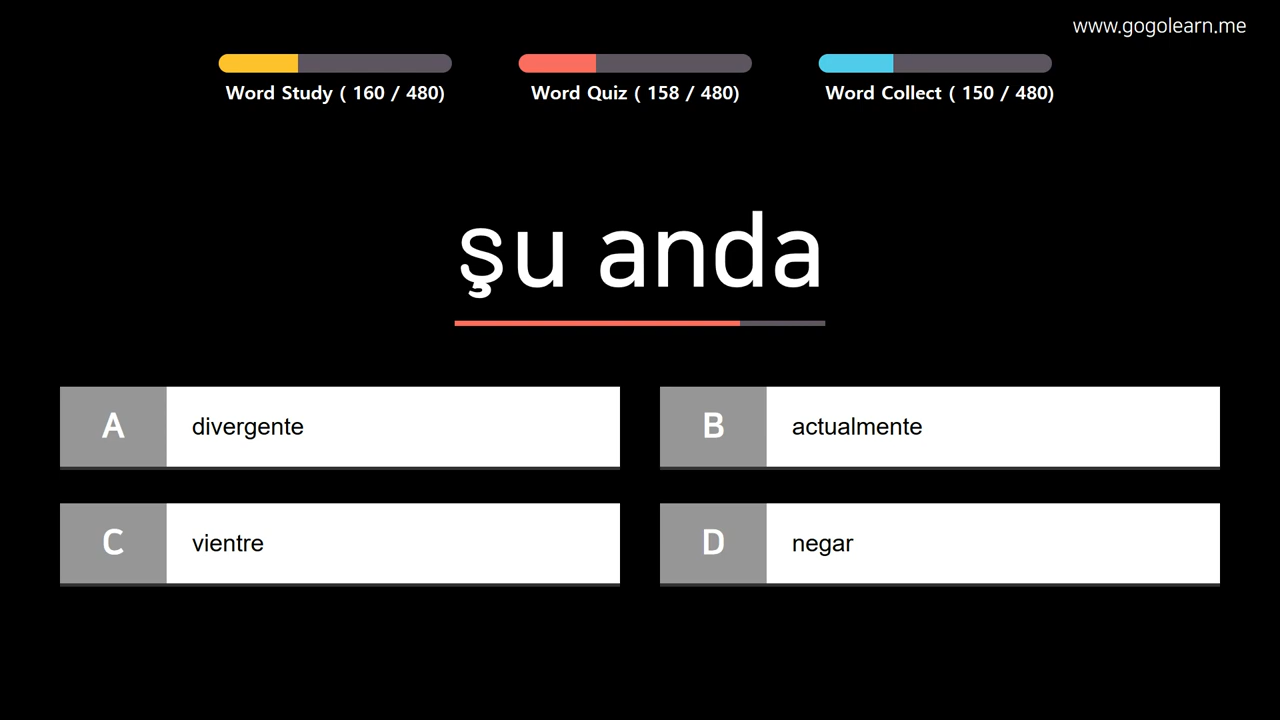 www.gogolearn.me
Word Study ( 160 / 480)
Word Quiz ( 158 / 480)
Word Collect ( 150 / 480)
şu anda
A divergente
B actualmente
C vientre
D negar